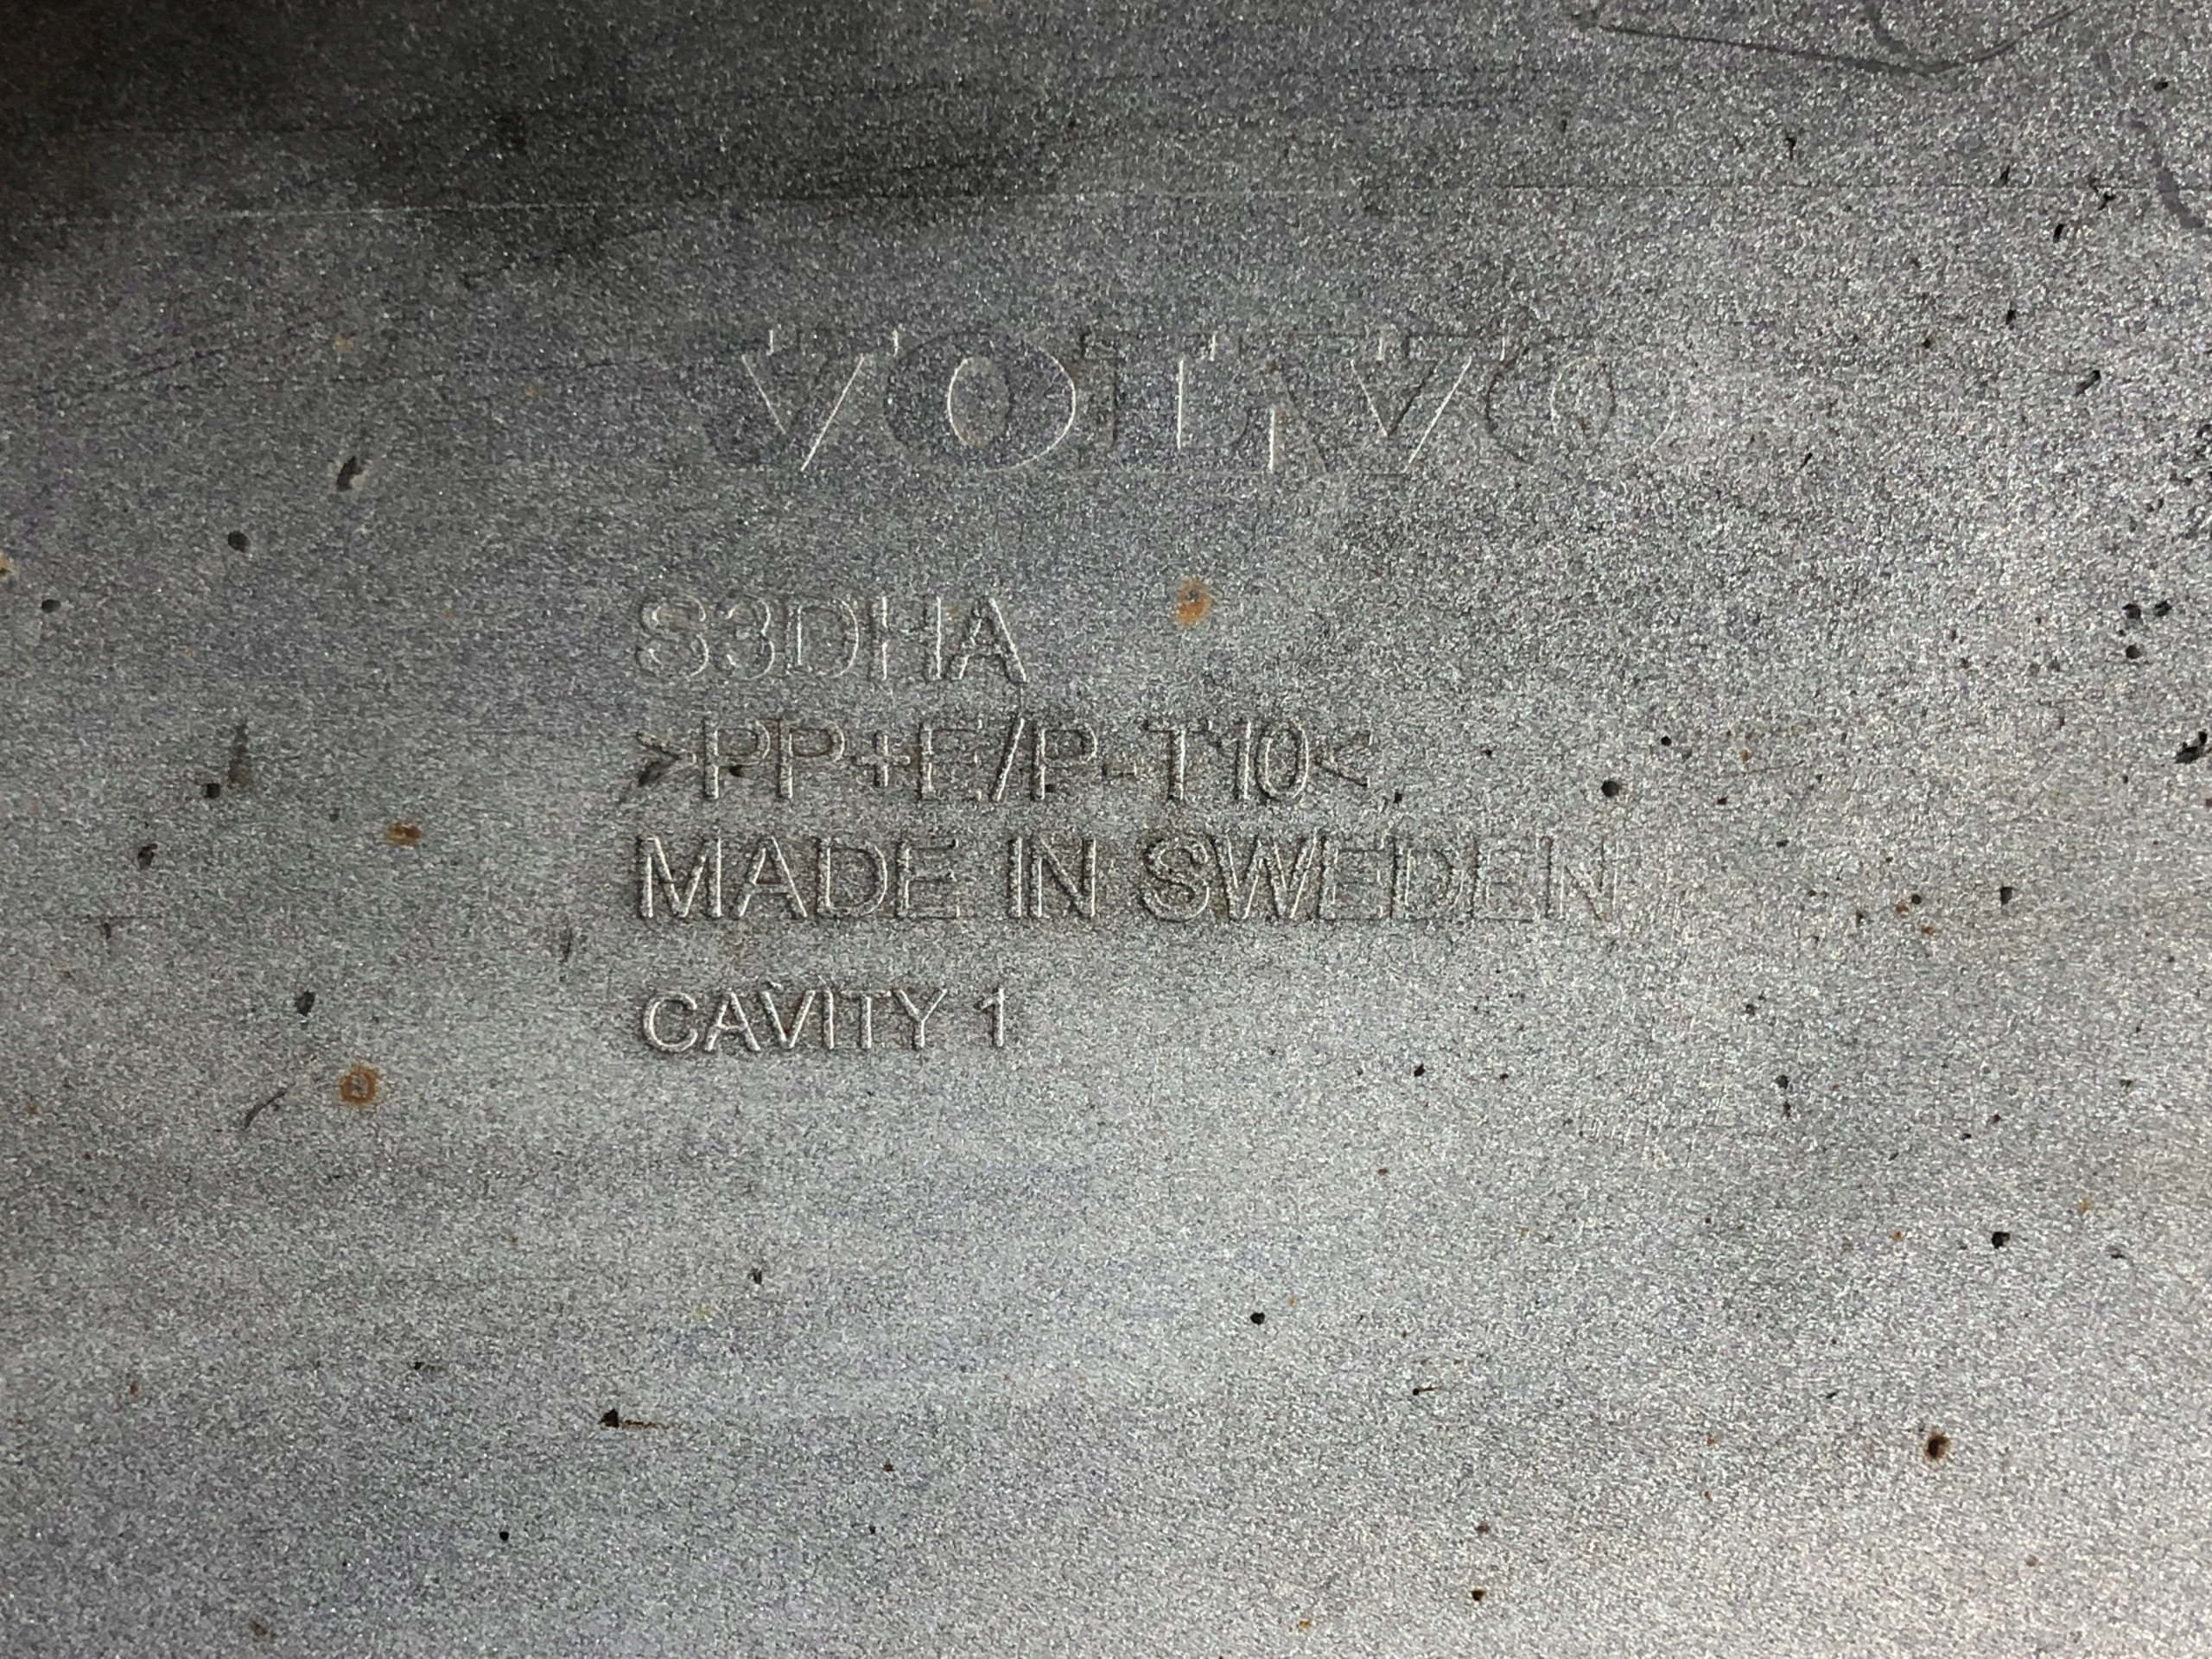 VOLVO
S3DHA
>PP+E/P-T10<
MADE IN SWEDEN
CAVITY 1